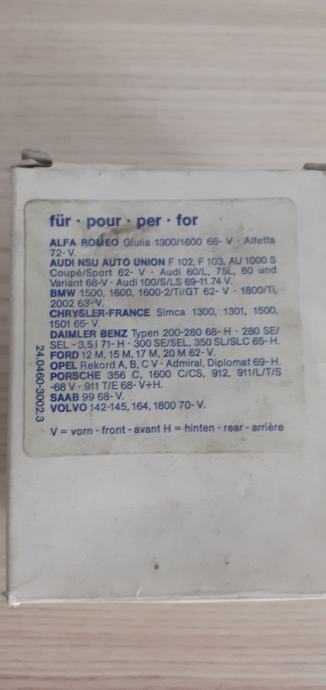 für · pour · per · for
ALFA ROMEO Giulia 1300/1600 66- V · Alfetta
72- V.
AUDI NSU AUTO UNION F 102, F 103, AU 1000 S
Coupé/Sport 62- V · Audi 60/L, 75L, 80 und
Variant 68-V · Audi 100/S/LS 69-11.74 V.
BMW 1500, 1600, 1600-2/Ti/GT 62- V · 1800/Ti,
2002 63- V.
CHRYSLER-FRANCE Simca 1300, 1301, 1500,
1501 65- V.
DAIMLER BENZ Typen 200-280 68- H · 280 SE/
SEL - 3,5 l 71- H · 300 SE/SEL, 350 SL/SLC 65- H.
FORD 12 M, 15 M, 17 M, 20 M 62- V.
OPEL Rekord A, B, C V · Admiral, Diplomat 69- H.
PORSCHE 356 C, 1600 C/CS, 912, 911/L/T/S
-68 V · 911 T/E 68- V+H.
SAAB 99 68- V.
VOLVO 142-145, 164, 1800 70- V.
V = vorn - front - avant H = hinten - rear - arrière
24.0460-3002.3